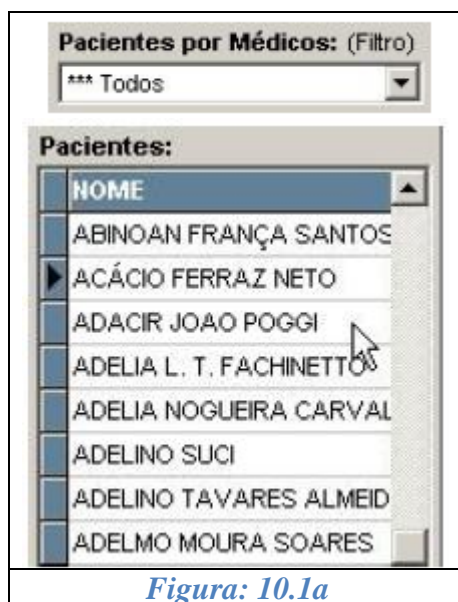 Pacientes por Médicos: (Filtro)
*** Todos
Pacientes:
NOME
ABINOAN FRANÇA SANTOS
ACÁCIO FERRAZ NETO
ADACIR JOAO POGGI
ADELIA L. T. FACHINETTO
ADELIA NOGUEIRA CARVAL
ADELINO SUCI
ADELINO TAVARES ALMEID
ADELMO MOURA SOARES
Figura: 10.1a